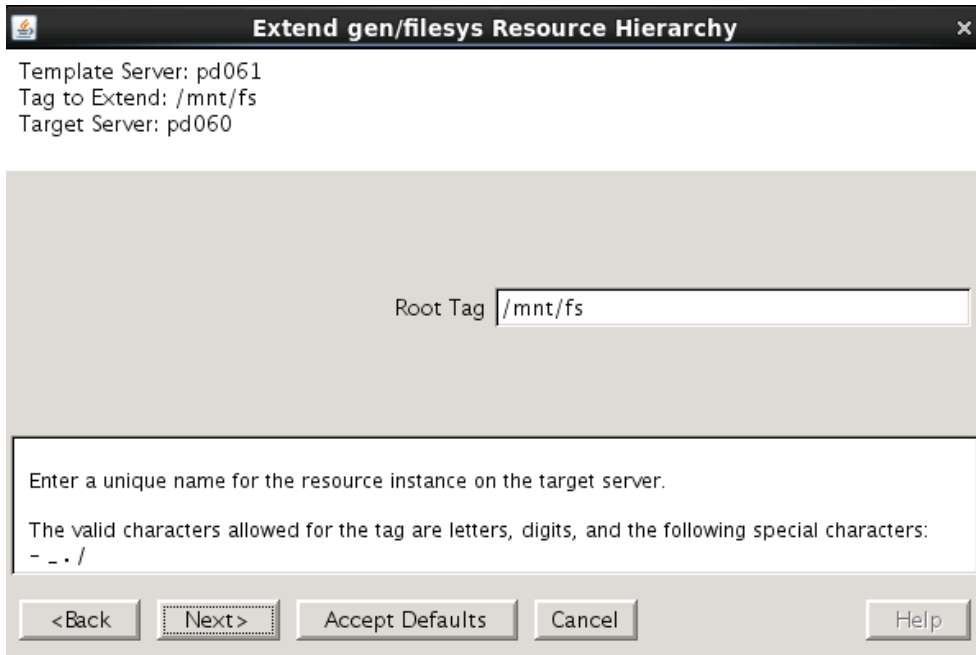 Extend gen/filesys Resource Hierarchy
Template Server: pd061
Tag to Extend: /mnt/fs
Target Server: pd060
Root Tag /mnt/fs
Enter a unique name for the resource instance on the target server.
The valid characters allowed for the tag are letters, digits, and the following special characters:
- _ . /
<Back Next> Accept Defaults Cancel Help